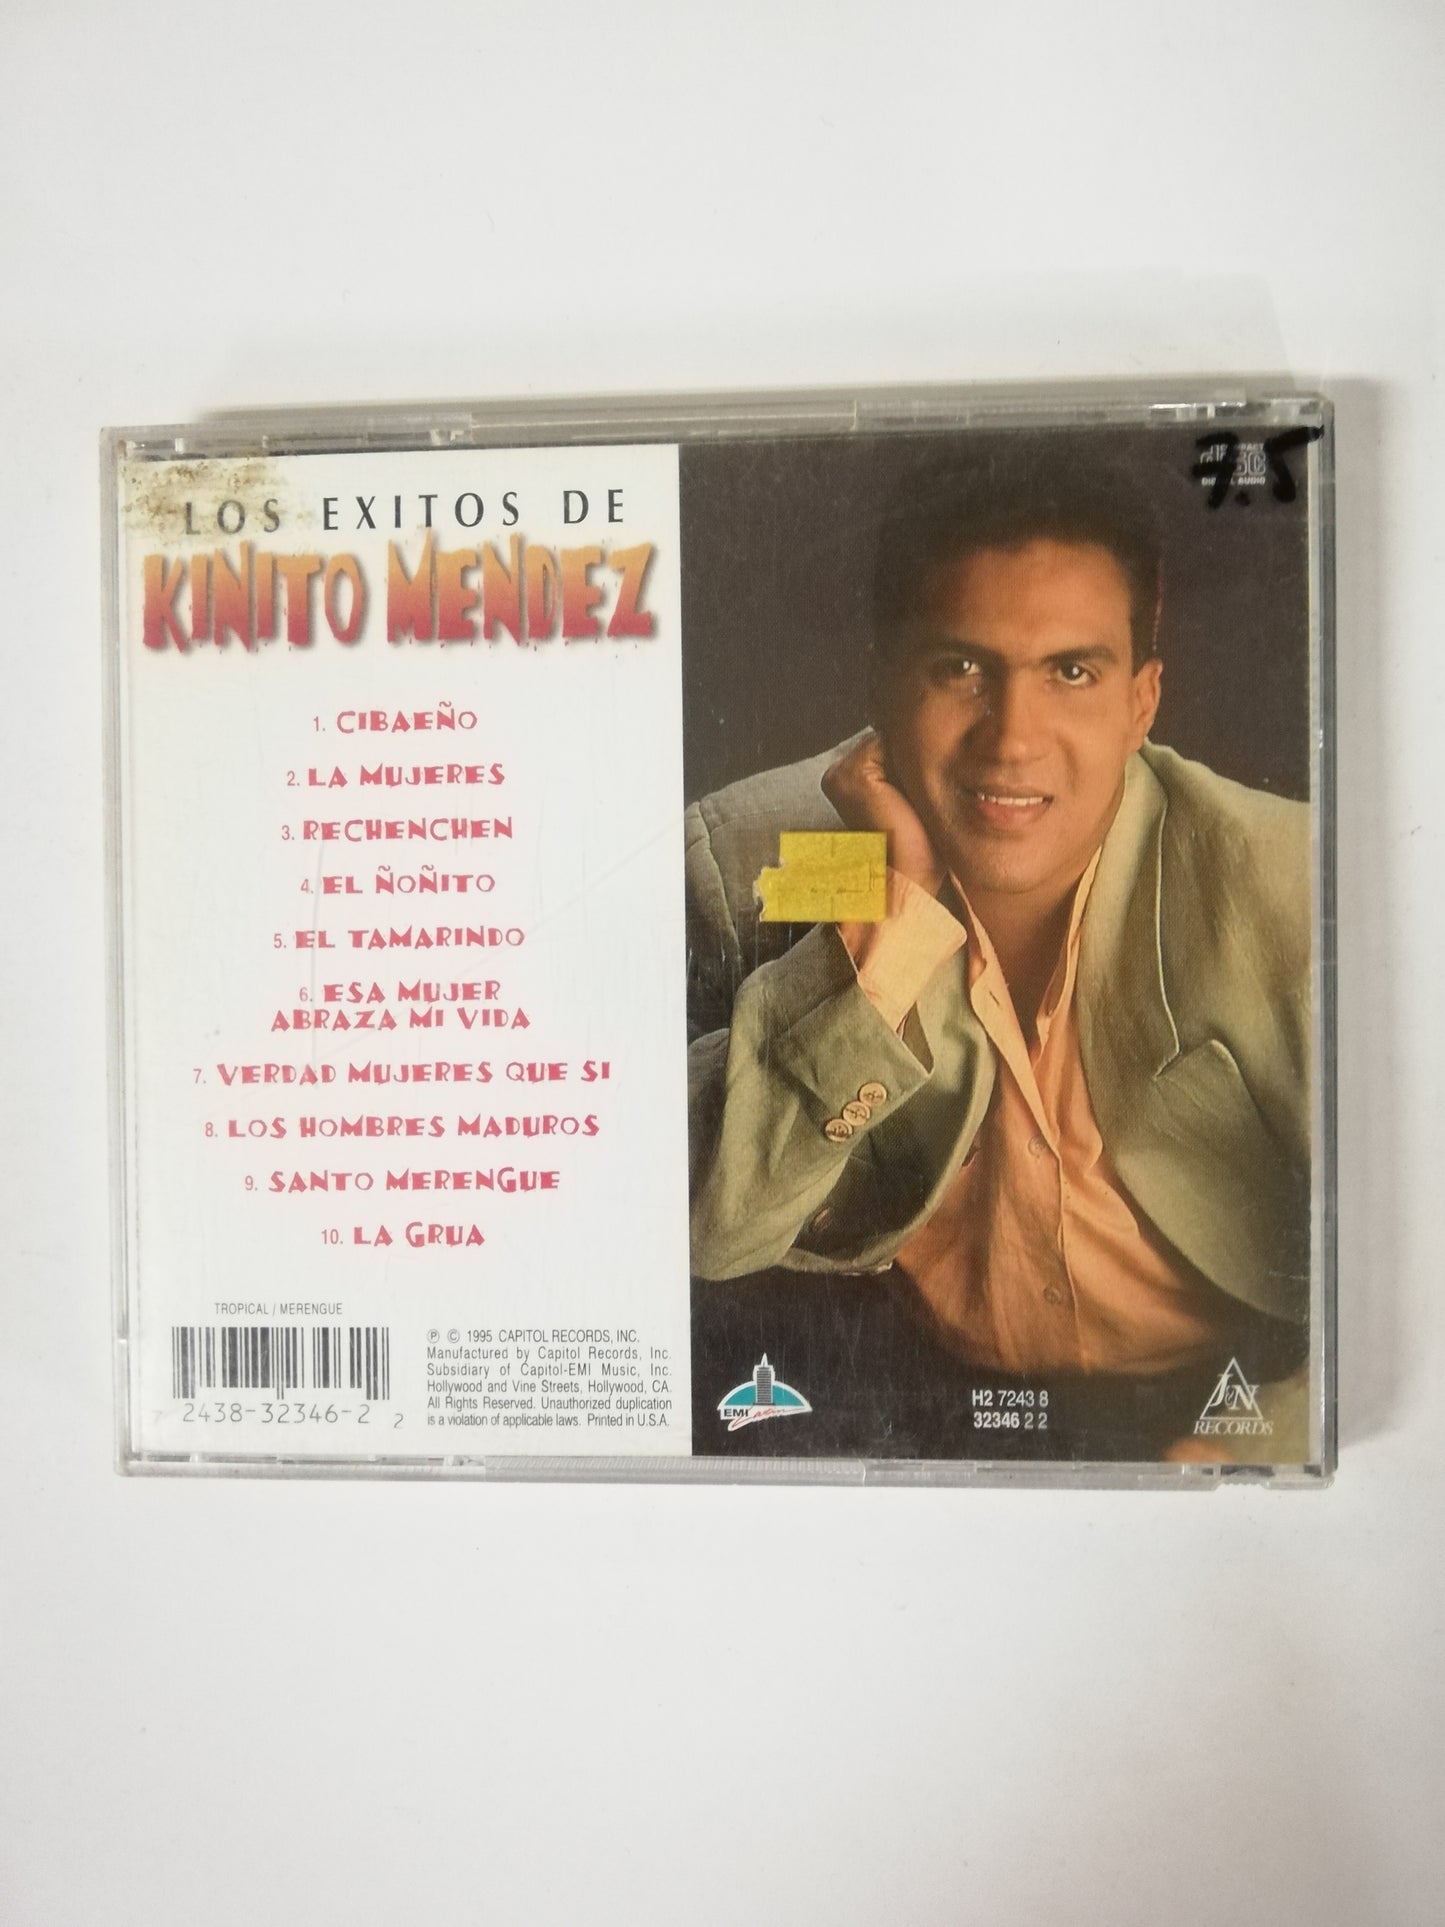 LOS EXITOS DE
KINITO MENDEZ
1. CIBAEÑO
2. LA MUJERES
3. RECHENCHEN
4. EL ÑOÑITO
5. EL TAMARINDO
6. ESA MUJER
ABRAZA MI VIDA
7. VERDAD MUJERES QUE SI
8. LOS HOMBRES MADUROS
9. SANTO MERENGUE
10. LA GRUA
TROPICAL / MERENGUE
7 2438-32346-2 2
℗ © 1995 CAPITOL RECORDS, INC.
Manufactured by Capitol Records, Inc.
Subsidiary of Capitol-EMI Music, Inc.
Hollywood and Vine Streets, Hollywood, CA.
All Rights Reserved. Unauthorized duplication
is a violation of applicable laws. Printed in U.S.A.
7.5
DIGITAL AUDIO
EMI Latin
H2 7243 8
32346 2 2
J&N
RECORDS